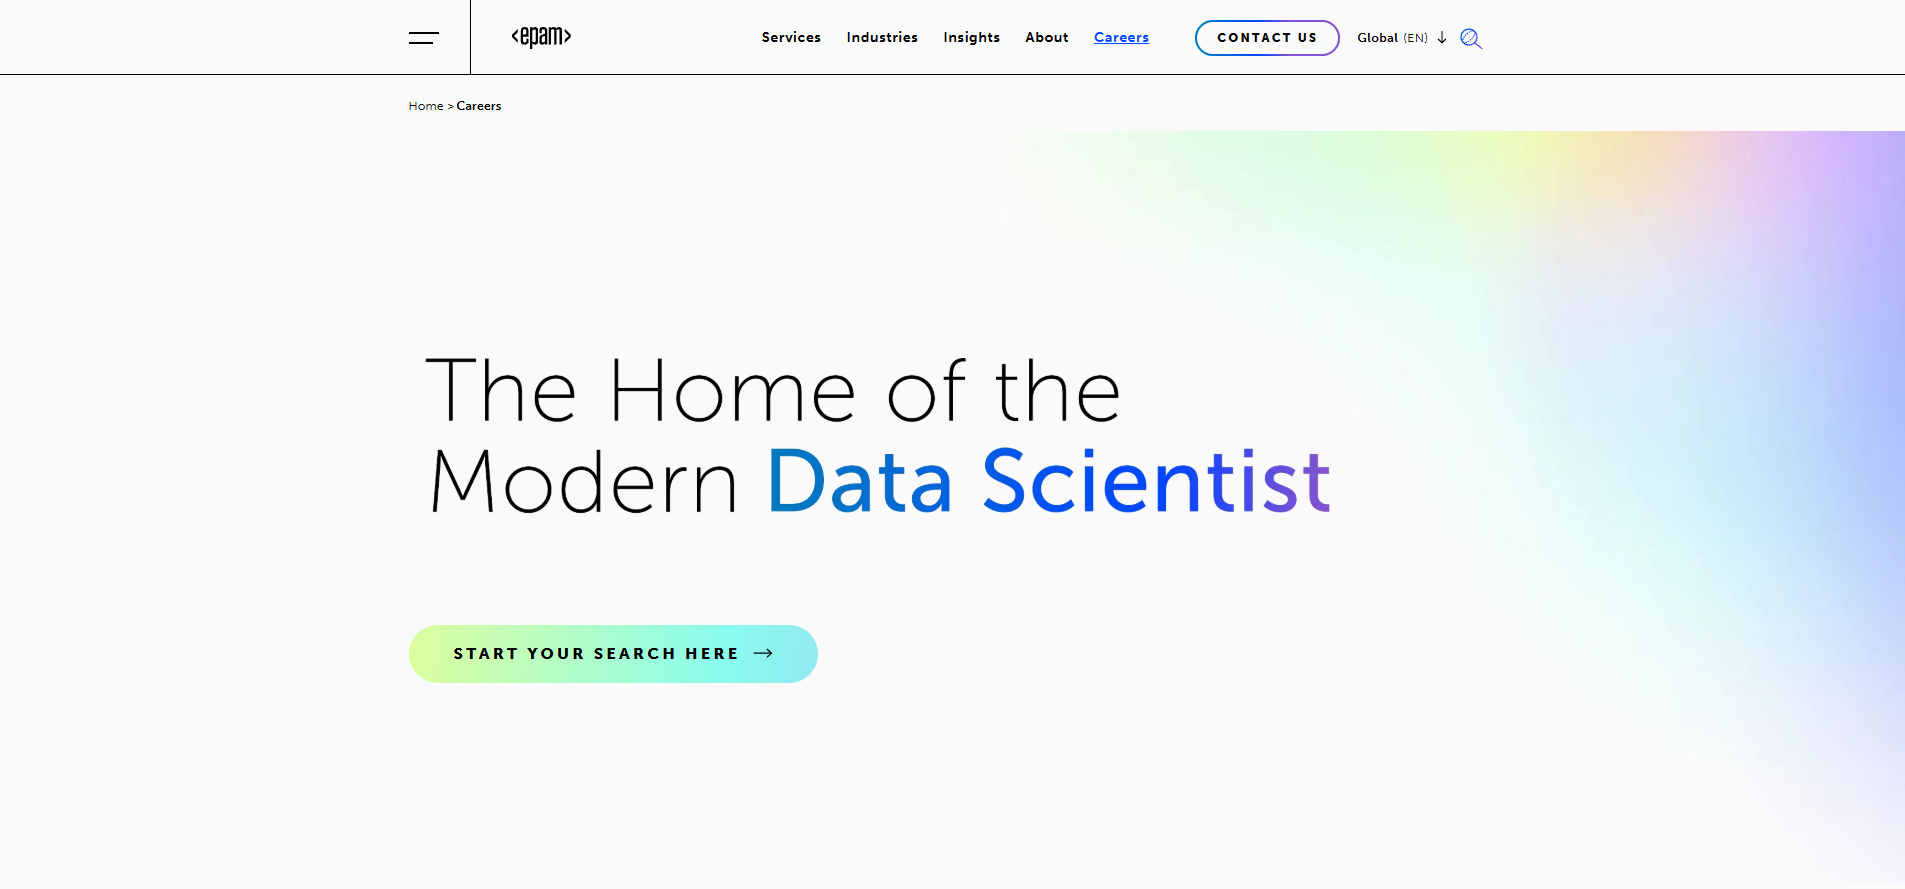 <epam>
Services Industries Insights About Careers CONTACT US Global (EN)
Home > Careers
The Home of the
Modern Data Scientist
START YOUR SEARCH HERE